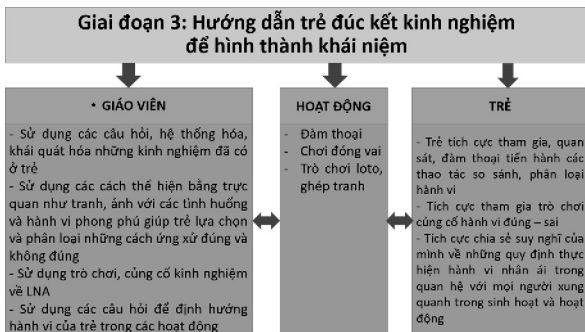 Giai đoạn 3: Hướng dẫn trẻ đúc kết kinh nghiệm
để hình thành khái niệm
• GIÁO VIÊN
- Sử dụng các câu hỏi, hệ thống hóa,
khái quát hóa những kinh nghiệm đã có
ở trẻ
- Sử dụng các cách thể hiện bằng trực
quan như tranh, ảnh với các tình huống
và hành vi phong phú giúp trẻ lựa chọn
và phân loại những cách ứng xử đúng và
không đúng
- Sử dụng trò chơi, củng cố kinh nghiệm
về LNA
- Sử dụng các câu hỏi để định hướng
hành vi của trẻ trong các hoạt động
HOẠT ĐỘNG
- Đàm thoại
- Chơi đóng vai
- Trò chơi loto,
ghép tranh
TRẺ
- Trẻ tích cực tham gia, quan
sát, đàm thoại tiến hành các
thao tác so sánh, phân loại
hành vi
- Tích cực tham gia trò chơi
củng cố hành vi đúng – sai
- Tích cực chia sẻ suy nghĩ của
mình về những quy định thực
hiện hành vi nhân ái trong
quan hệ với mọi người xung
quanh trong sinh hoạt và hoạt
động